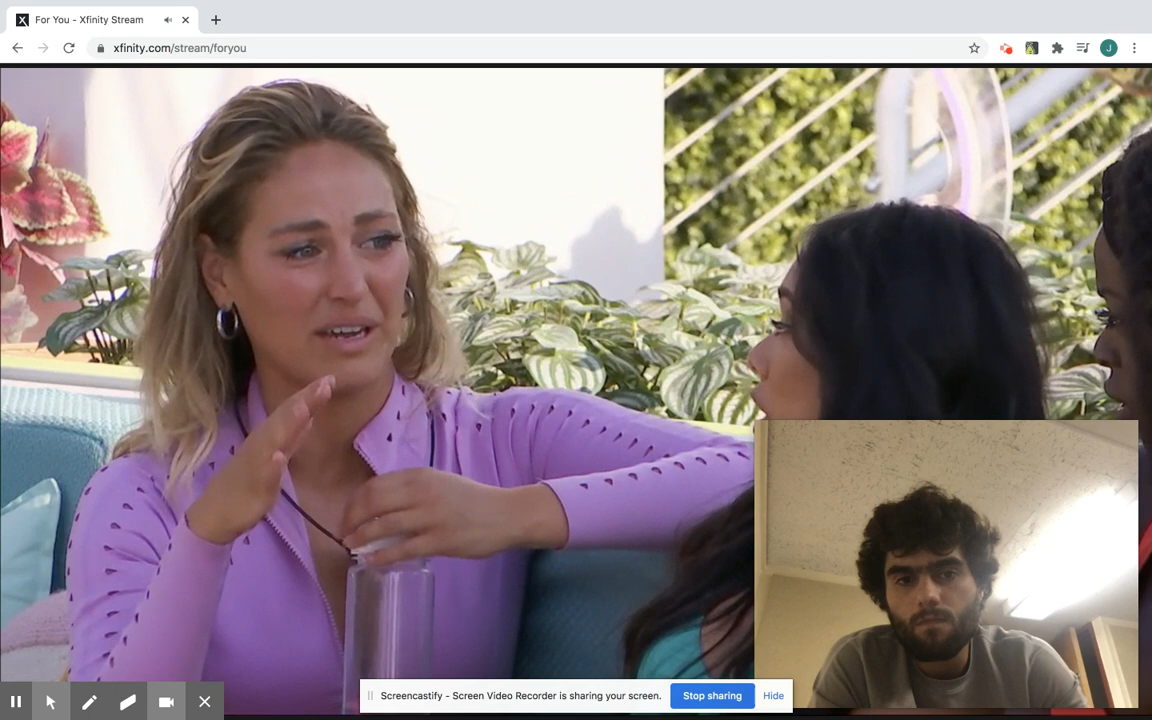 For You - Xfinity Stream
xfinity.com/stream/foryou
J
Screencastify - Screen Video Recorder is sharing your screen.
Stop sharing
Hide